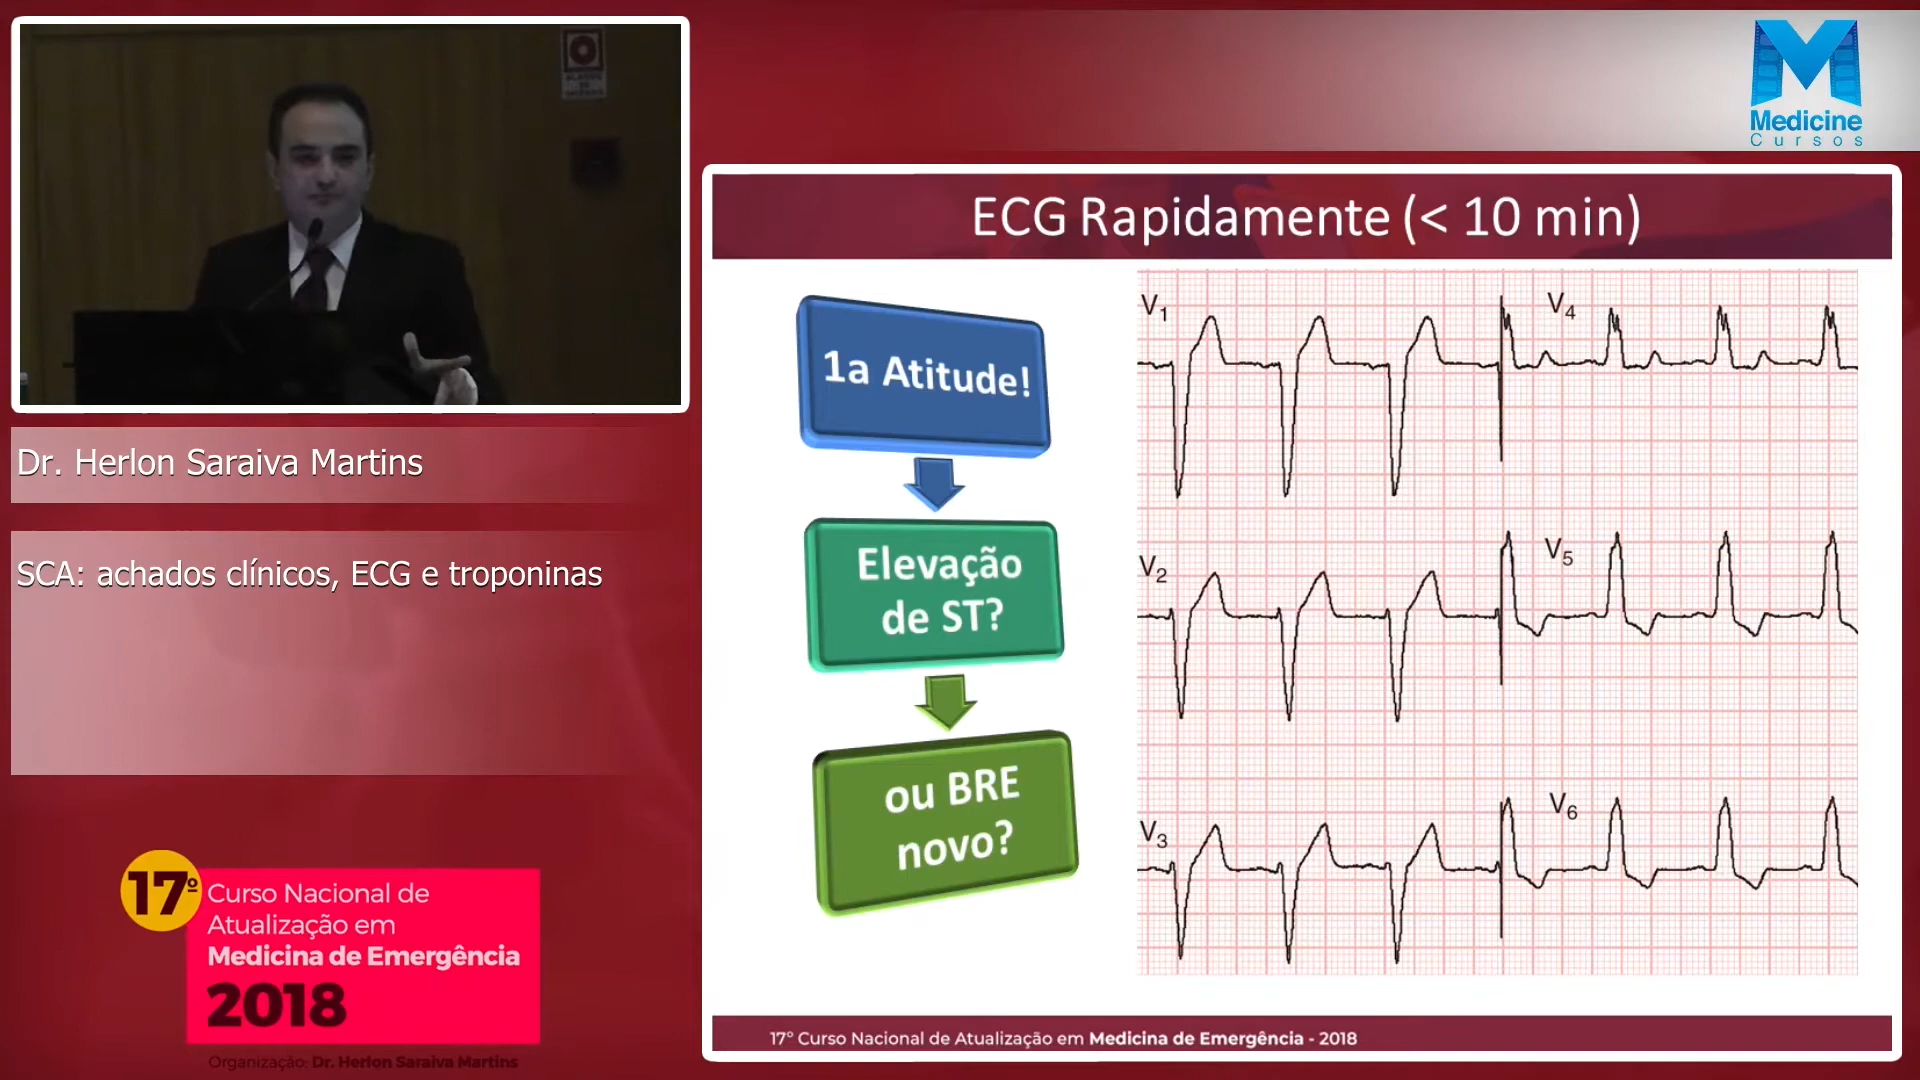 Medicine
Cursos
Dr. Herlon Saraiva Martins
SCA: achados clínicos, ECG e troponinas
17º
Curso Nacional de
Atualização em
Medicina de Emergência
2018
Organização: Dr. Herlon Saraiva Martins
ECG Rapidamente (< 10 min)
1a Atitude!
Elevação
de ST?
ou BRE
novo?
V1
V4
V2
V5
V3
V6
17º Curso Nacional de Atualização em Medicina de Emergência - 2018